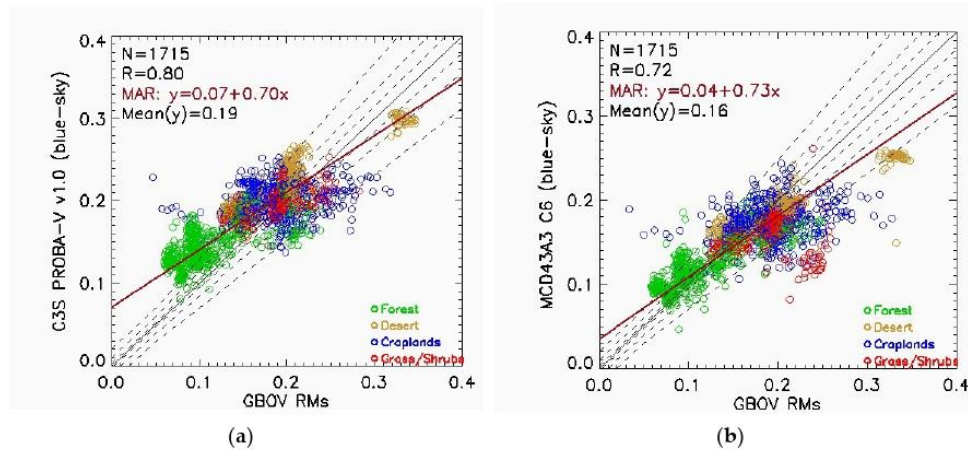 N=1715
R=0.80
MAR: y=0.07+0.70x
Mean(y)=0.19
C3S PROBA-V v1.0 (blue-sky)
0.4
0.3
0.2
0.1
0.0
Forest
Desert
Croplands
Grass/Shrubs
0.0 0.1 0.2 0.3 0.4
GBOV RMs
(a)
N=1715
R=0.72
MAR: y=0.04+0.73x
Mean(y)=0.16
MCD43A3 C6 (blue-sky)
0.4
0.3
0.2
0.1
0.0
Forest
Desert
Croplands
Grass/Shrubs
0.0 0.1 0.2 0.3 0.4
GBOV RMs
(b)